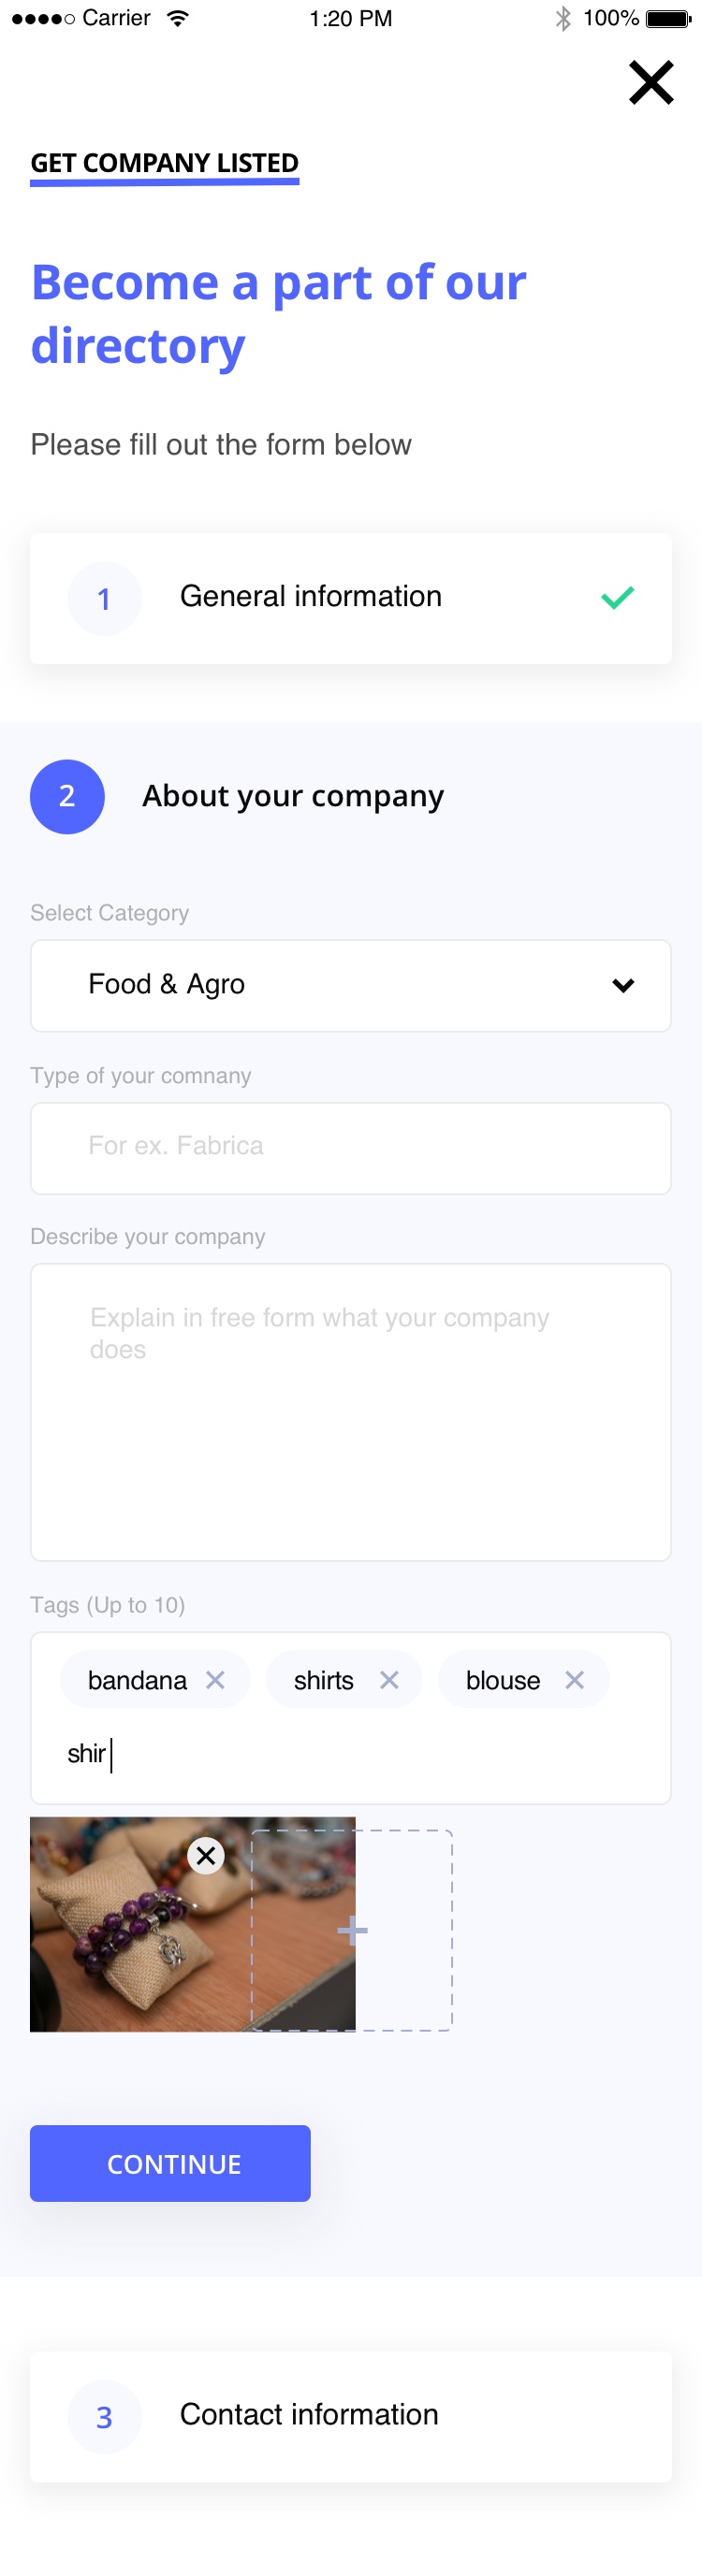 Carrier 1:20 PM 100%
GET COMPANY LISTED
Become a part of our
directory
Please fill out the form below
1 General information
2 About your company
Select Category
Food & Agro
Type of your comnany
For ex. Fabrica
Describe your company
Explain in free form what your company
does
Tags (Up to 10)
bandana shirts blouse
shir
CONTINUE
3 Contact information